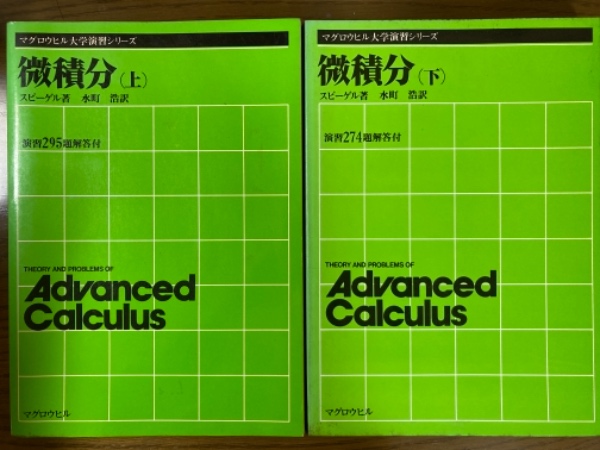 マグロウヒル大学演習シリーズ
微積分(上)
スピーゲル著 水町 浩訳
演習295題解答付
THEORY AND PROBLEMS OF
Advanced
Calculus
マグロウヒル
マグロウヒル大学演習シリーズ
微積分(下)
スピーゲル著 水町 浩訳
演習274題解答付
THEORY AND PROBLEMS OF
Advanced
Calculus
マグロウヒル